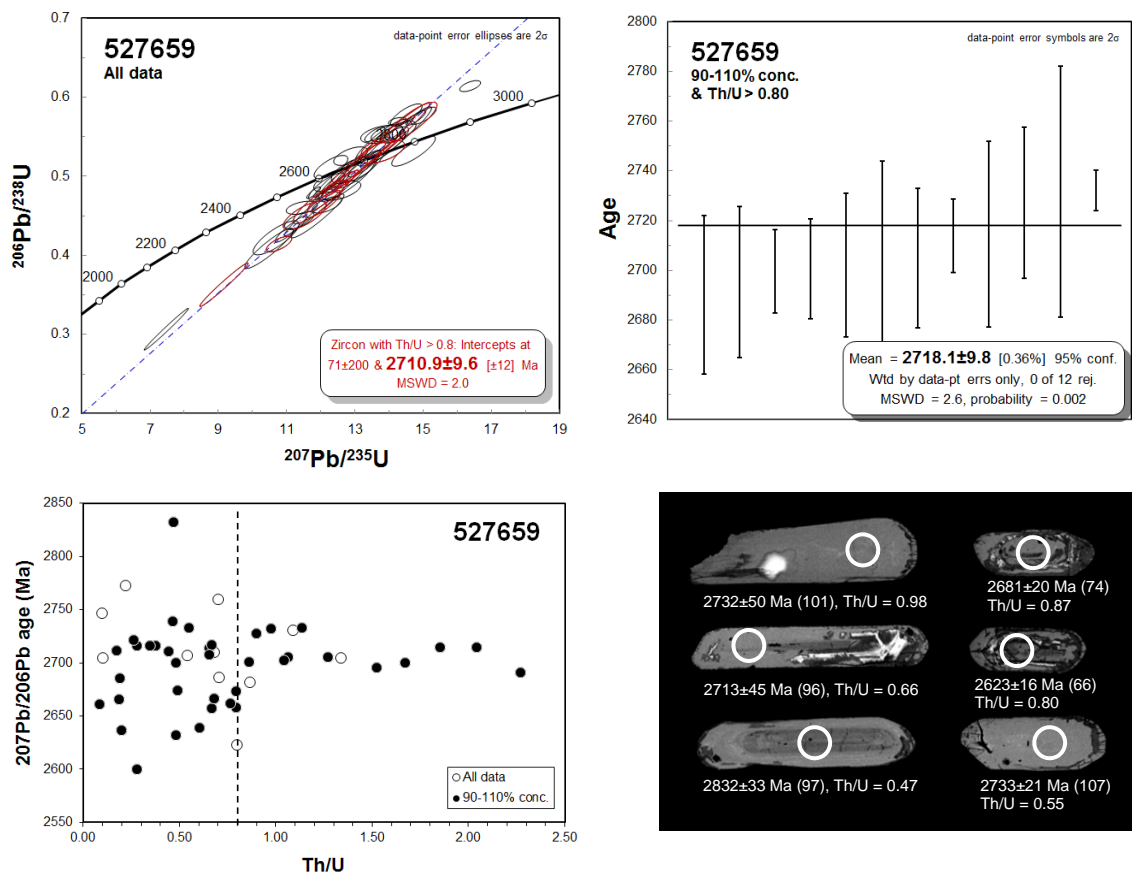 527659
All data
data-point error ellipses are 2σ
0.7
0.6
0.5
0.4
0.3
0.2
206Pb/238U
2000
2200
2400
2600
2800
3000
Zircon with Th/U > 0.8: Intercepts at
71±200 & 2710.9±9.6 [±12] Ma
MSWD = 2.0
5 7 9 11 13 15 17 19
207Pb/235U
527659
90-110% conc.
& Th/U > 0.80
data-point error symbols are 2σ
2800
2780
2760
2740
2720
2700
2680
2660
2640
Age
Mean = 2718.1±9.8 [0.36%] 95% conf.
Wtd by data-pt errs only, 0 of 12 rej.
MSWD = 2.6, probability = 0.002
527659
2850
2800
2750
2700
2650
2600
2550
207Pb/206Pb age (Ma)
All data
90-110% conc.
0.00 0.50 1.00 1.50 2.00 2.50
Th/U
2732±50 Ma (101), Th/U = 0.98
2681±20 Ma (74)
Th/U = 0.87
2713±45 Ma (96), Th/U = 0.66
2623±16 Ma (66)
Th/U = 0.80
2832±33 Ma (97), Th/U = 0.47
2733±21 Ma (107)
Th/U = 0.55